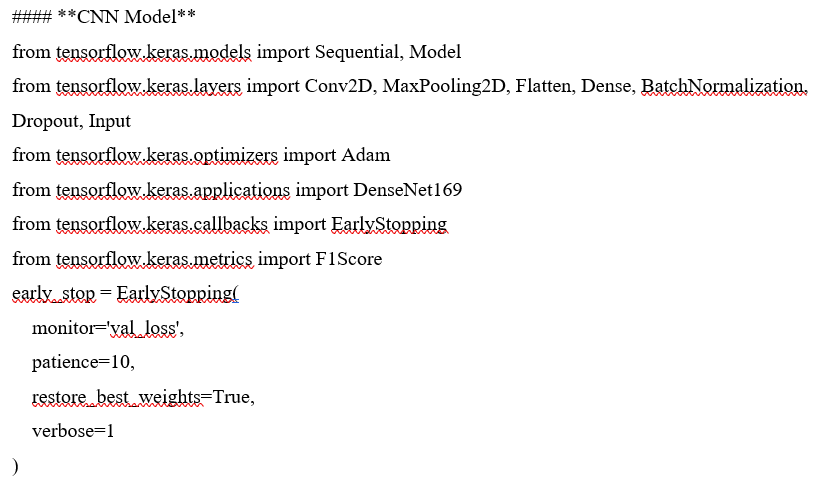 #### **CNN Model**
from tensorflow.keras.models import Sequential, Model
from tensorflow.keras.layers import Conv2D, MaxPooling2D, Flatten, Dense, BatchNormalization,
Dropout, Input
from tensorflow.keras.optimizers import Adam
from tensorflow.keras.applications import DenseNet169
from tensorflow.keras.callbacks import EarlyStopping
from tensorflow.keras.metrics import F1Score
early_stop = EarlyStopping(
    monitor='val_loss',
    patience=10,
    restore_best_weights=True,
    verbose=1
)